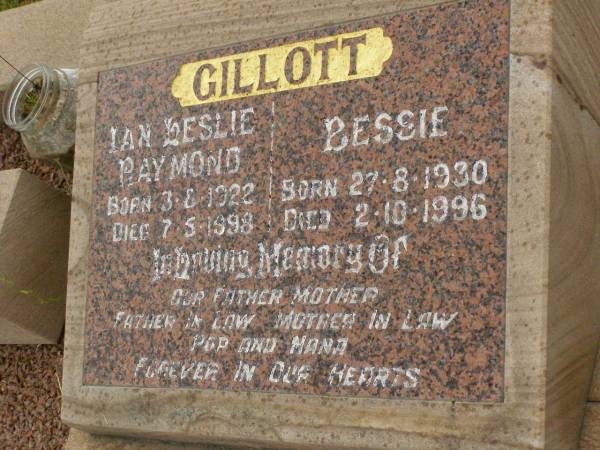 GILLOTT
IAN LESLIE
RAYMOND
BORN 3·8·1922
DIED 7·5·1998
BESSIE
BORN 27·8·1930
DIED 2·10·1996
In Loving Memory Of
OUR FATHER MOTHER
FATHER IN LAW MOTHER IN LAW
POP AND NANA
FOREVER IN OUR HEARTS